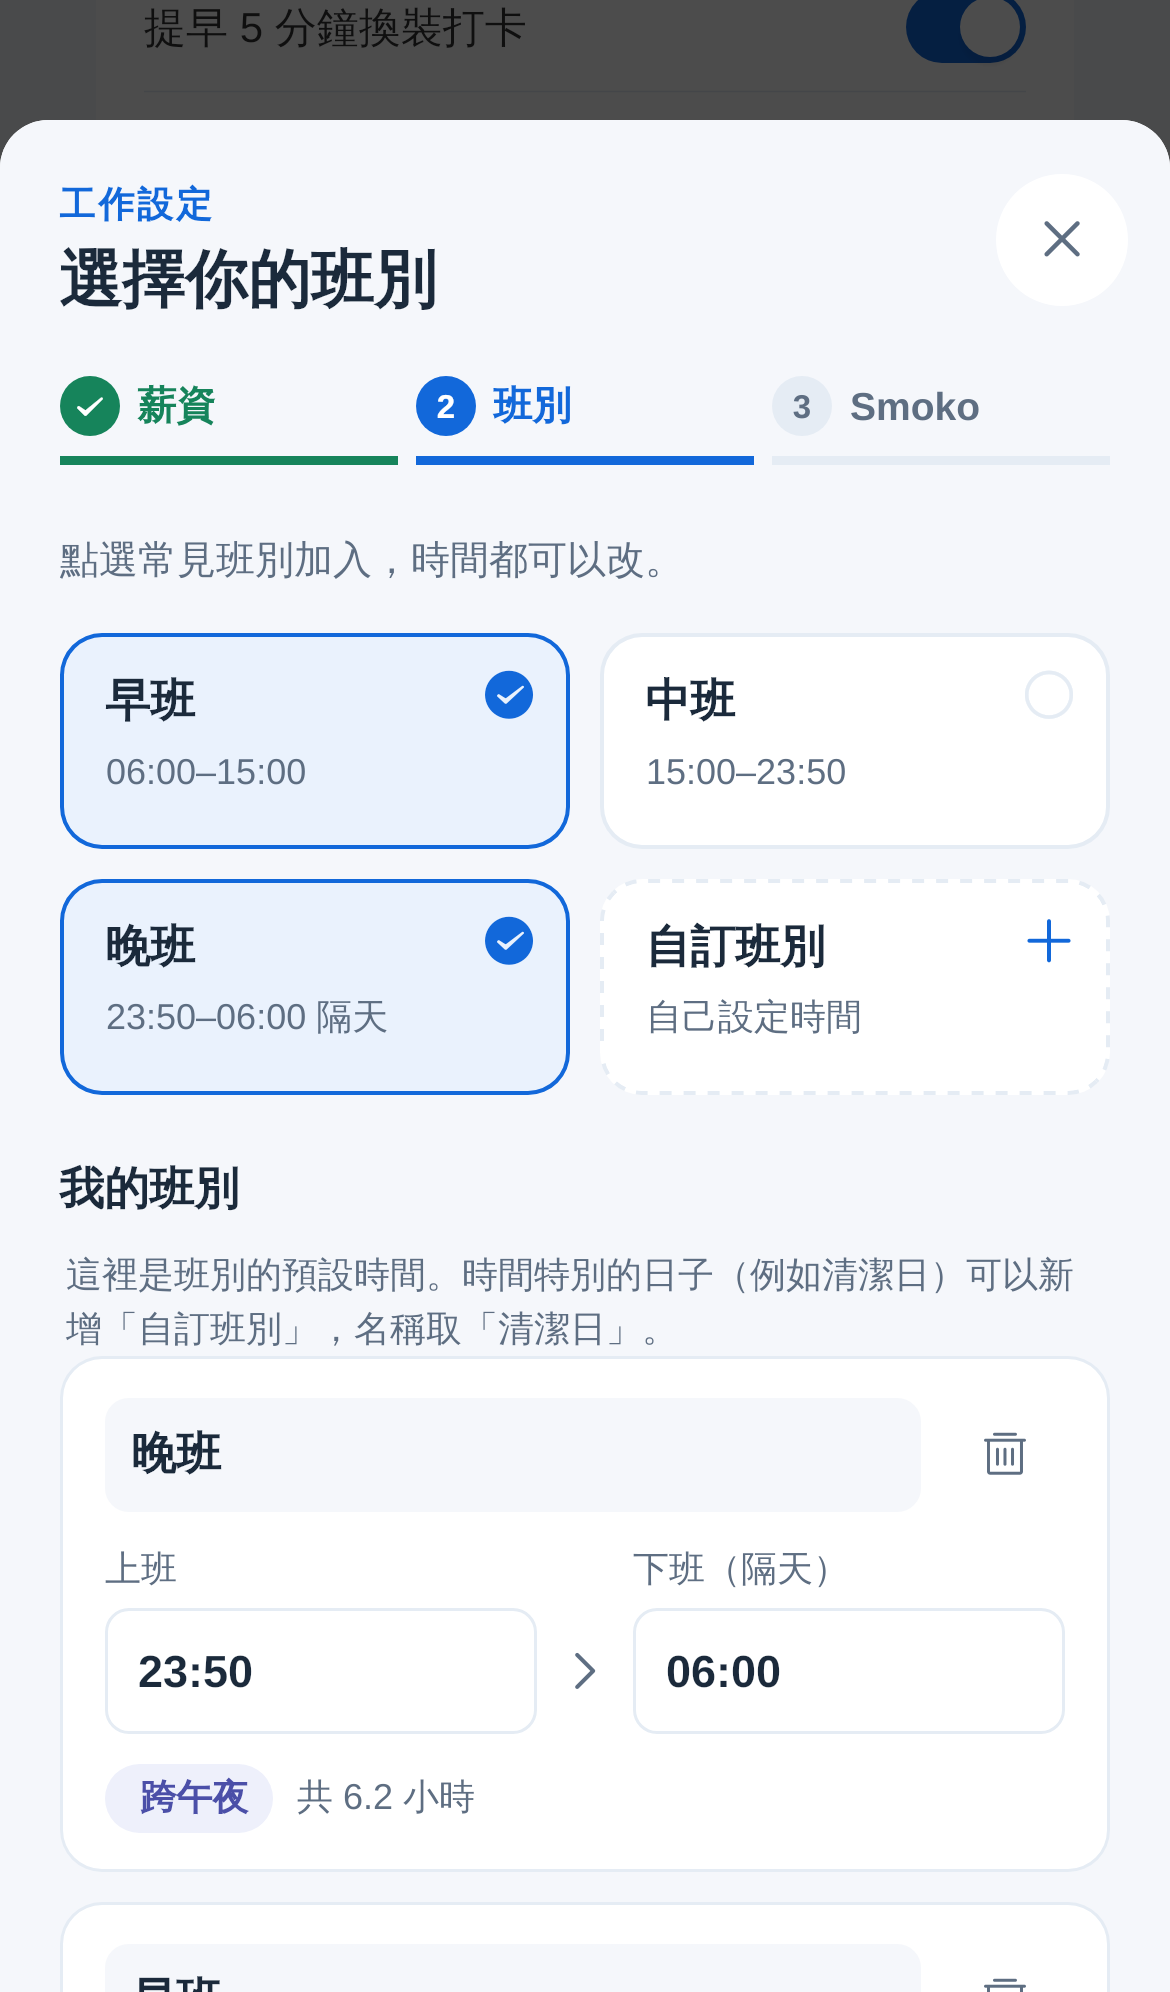 提早 5 分鐘換裝打卡
工作設定
選擇你的班別
薪資
2 班別
3 Smoko
點選常見班別加入，時間都可以改。
早班
06:00–15:00
中班
15:00–23:50
晚班
23:50–06:00 隔天
自訂班別
自己設定時間
我的班別
這裡是班別的預設時間。時間特別的日子（例如清潔日）可以新
增「自訂班別」，名稱取「清潔日」。
晚班
上班
下班（隔天）
23:50
06:00
跨午夜 共 6.2 小時
早班